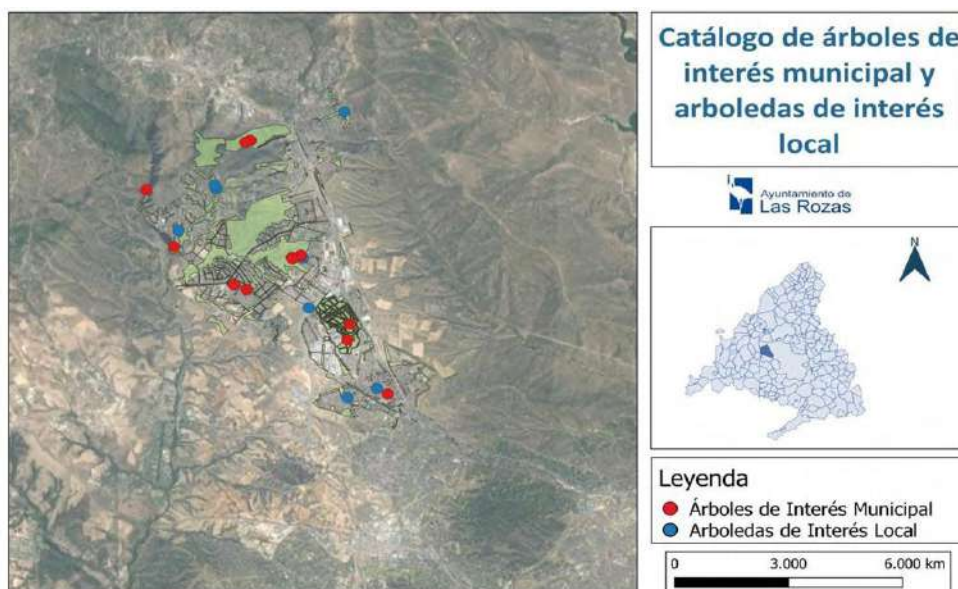 Catálogo de árboles de
interés municipal y
arboledas de interés
local
Ayuntamiento de
Las Rozas
N
Leyenda
Árboles de Interés Municipal
Arboledas de Interés Local
0 3.000 6.000 km